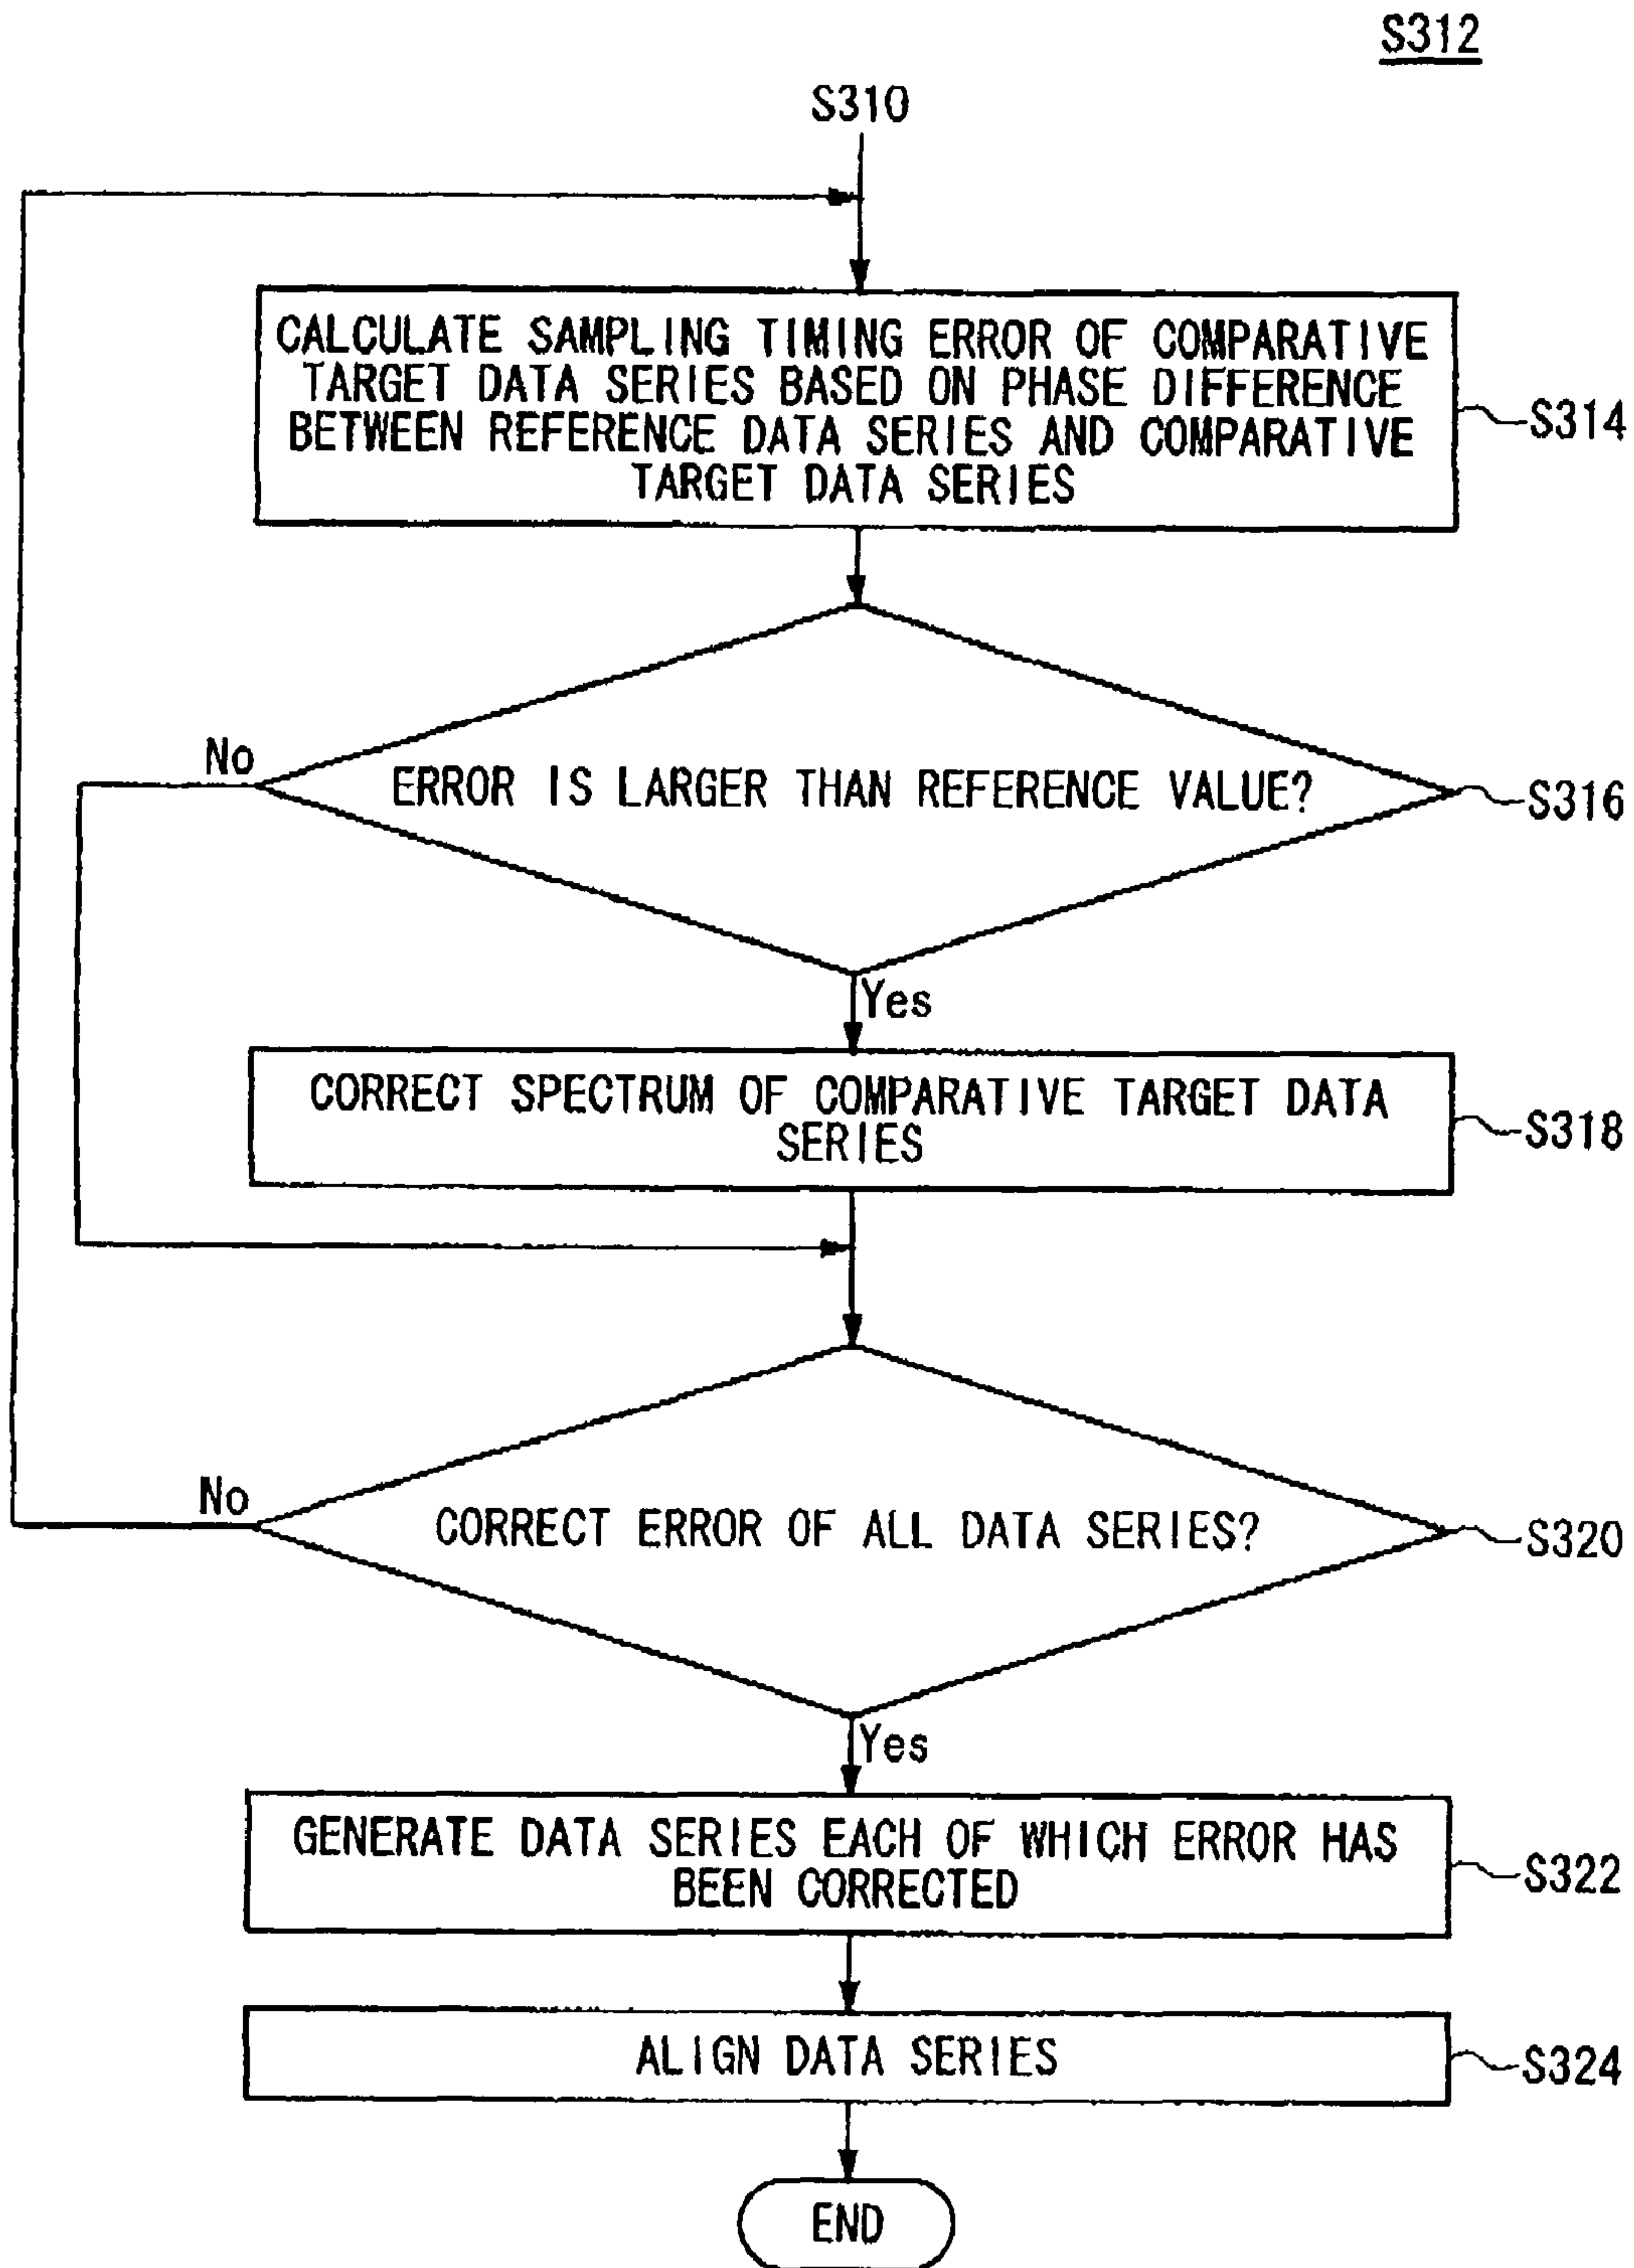 S312
S310
CALCULATE SAMPLING TIMING ERROR OF COMPARATIVE
TARGET DATA SERIES BASED ON PHASE DIFFERENCE
BETWEEN REFERENCE DATA SERIES AND COMPARATIVE
TARGET DATA SERIES
S314
No
ERROR IS LARGER THAN REFERENCE VALUE?
S316
Yes
CORRECT SPECTRUM OF COMPARATIVE TARGET DATA
SERIES
S318
No
CORRECT ERROR OF ALL DATA SERIES?
S320
Yes
GENERATE DATA SERIES EACH OF WHICH ERROR HAS
BEEN CORRECTED
S322
ALIGN DATA SERIES
S324
END